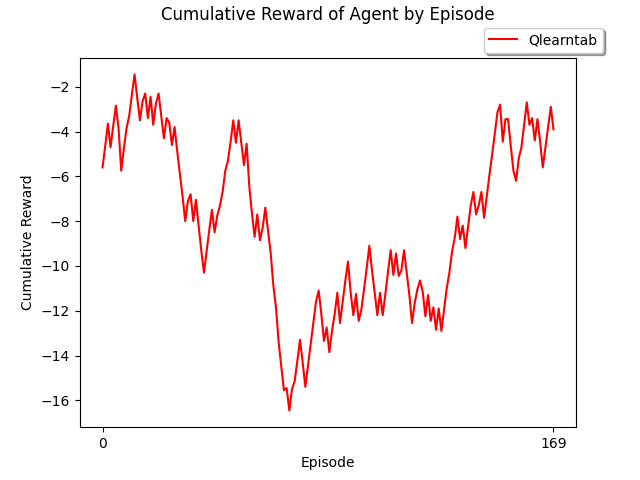 Cumulative Reward of Agent by Episode
Qlearntab
−2
−4
−6
−8
−10
−12
−14
−16
Cumulative Reward
0
169
Episode